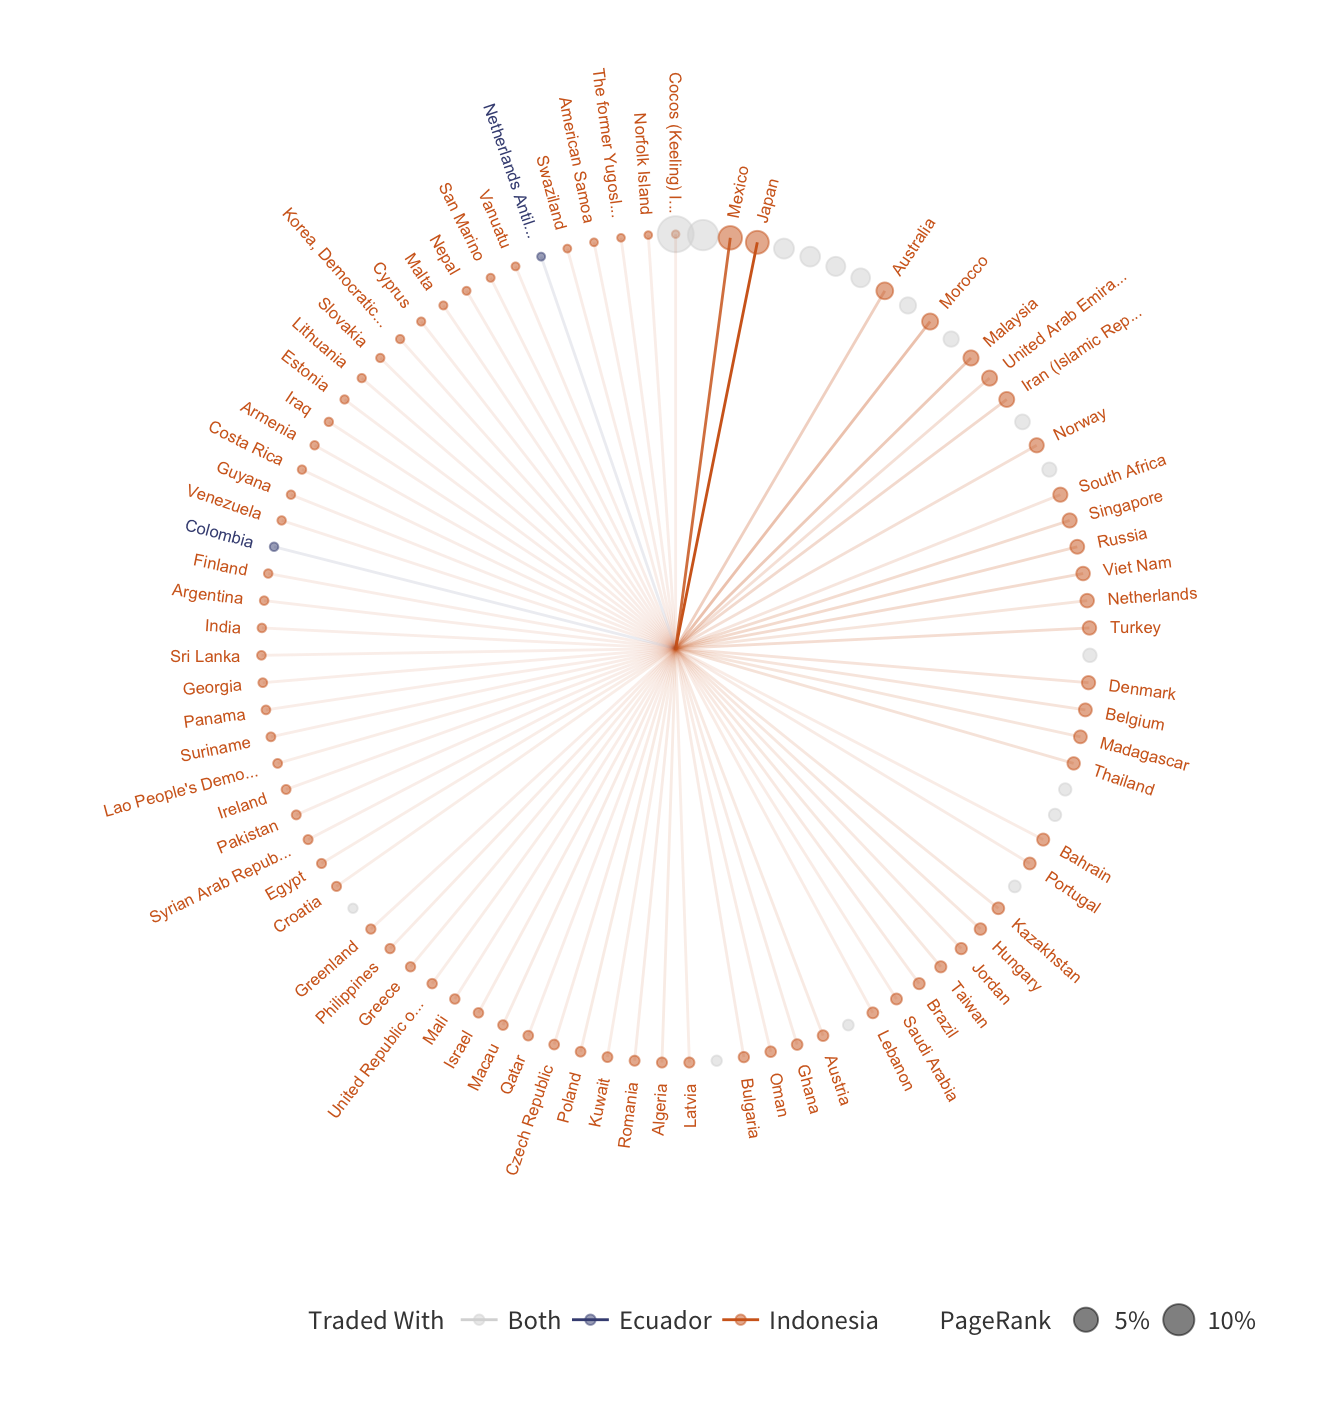 Cocos (Keeling) I...
Mexico
Japan
Australia
Morocco
Malaysia
United Arab Emira...
Iran (Islamic Rep...
Norway
South Africa
Singapore
Russia
Viet Nam
Netherlands
Turkey
Denmark
Belgium
Madagascar
Thailand
Bahrain
Portugal
Kazakhstan
Hungary
Jordan
Taiwan
Brazil
Saudi Arabia
Lebanon
Austria
Ghana
Oman
Bulgaria
Latvia
Algeria
Romania
Kuwait
Poland
Czech Republic
Qatar
Macau
Israel
Mali
United Republic o...
Greece
Philippines
Greenland
Croatia
Egypt
Syrian Arab Repub...
Pakistan
Ireland
Lao People's Demo...
Suriname
Panama
Georgia
Sri Lanka
India
Argentina
Finland
Colombia
Venezuela
Guyana
Costa Rica
Armenia
Iraq
Estonia
Lithuania
Slovakia
Korea, Democratic...
Cyprus
Malta
Nepal
San Marino
Vanuatu
Netherlands Antil...
Swaziland
American Samoa
The former Yugosl...
Norfolk Island
Traded With Both Ecuador Indonesia PageRank 5% 10%